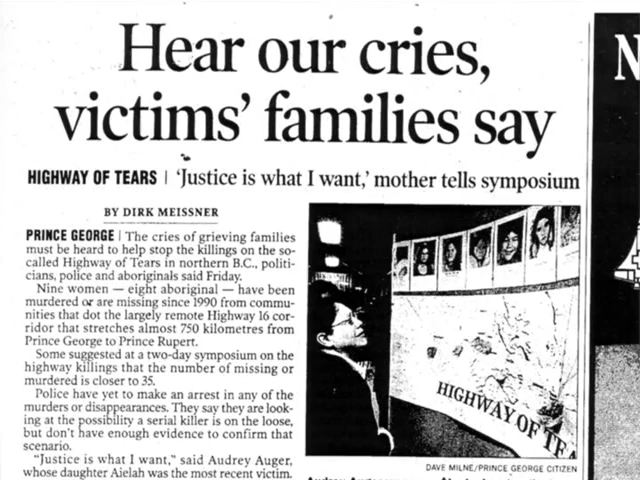 Hear our cries,
victims' families say
HIGHWAY OF TEARS | 'Justice is what I want,' mother tells symposium
BY DIRK MEISSNER
PRINCE GEORGE | The cries of grieving families
must be heard to help stop the killings on the so-
called Highway of Tears in northern B.C., politi-
cians, police and aboriginals said Friday.
Nine women — eight aboriginal — have been
murdered or are missing since 1990 from commu-
nities that dot the largely remote Highway 16 cor-
ridor that stretches almost 750 kilometres from
Prince George to Prince Rupert.
Some suggested at a two-day symposium on the
highway killings that the number of missing or
murdered is closer to 35.
Police have yet to make an arrest in any of the
murders or disappearances. They say they are look-
ing at the possibility a serial killer is on the loose,
but don't have enough evidence to confirm that
scenario.
"Justice is what I want," said Audrey Auger,
whose daughter Aielah was the most recent victim.
HIGHWAY OF TEA
DAVE MILNE/PRINCE GEORGE CITIZEN
N